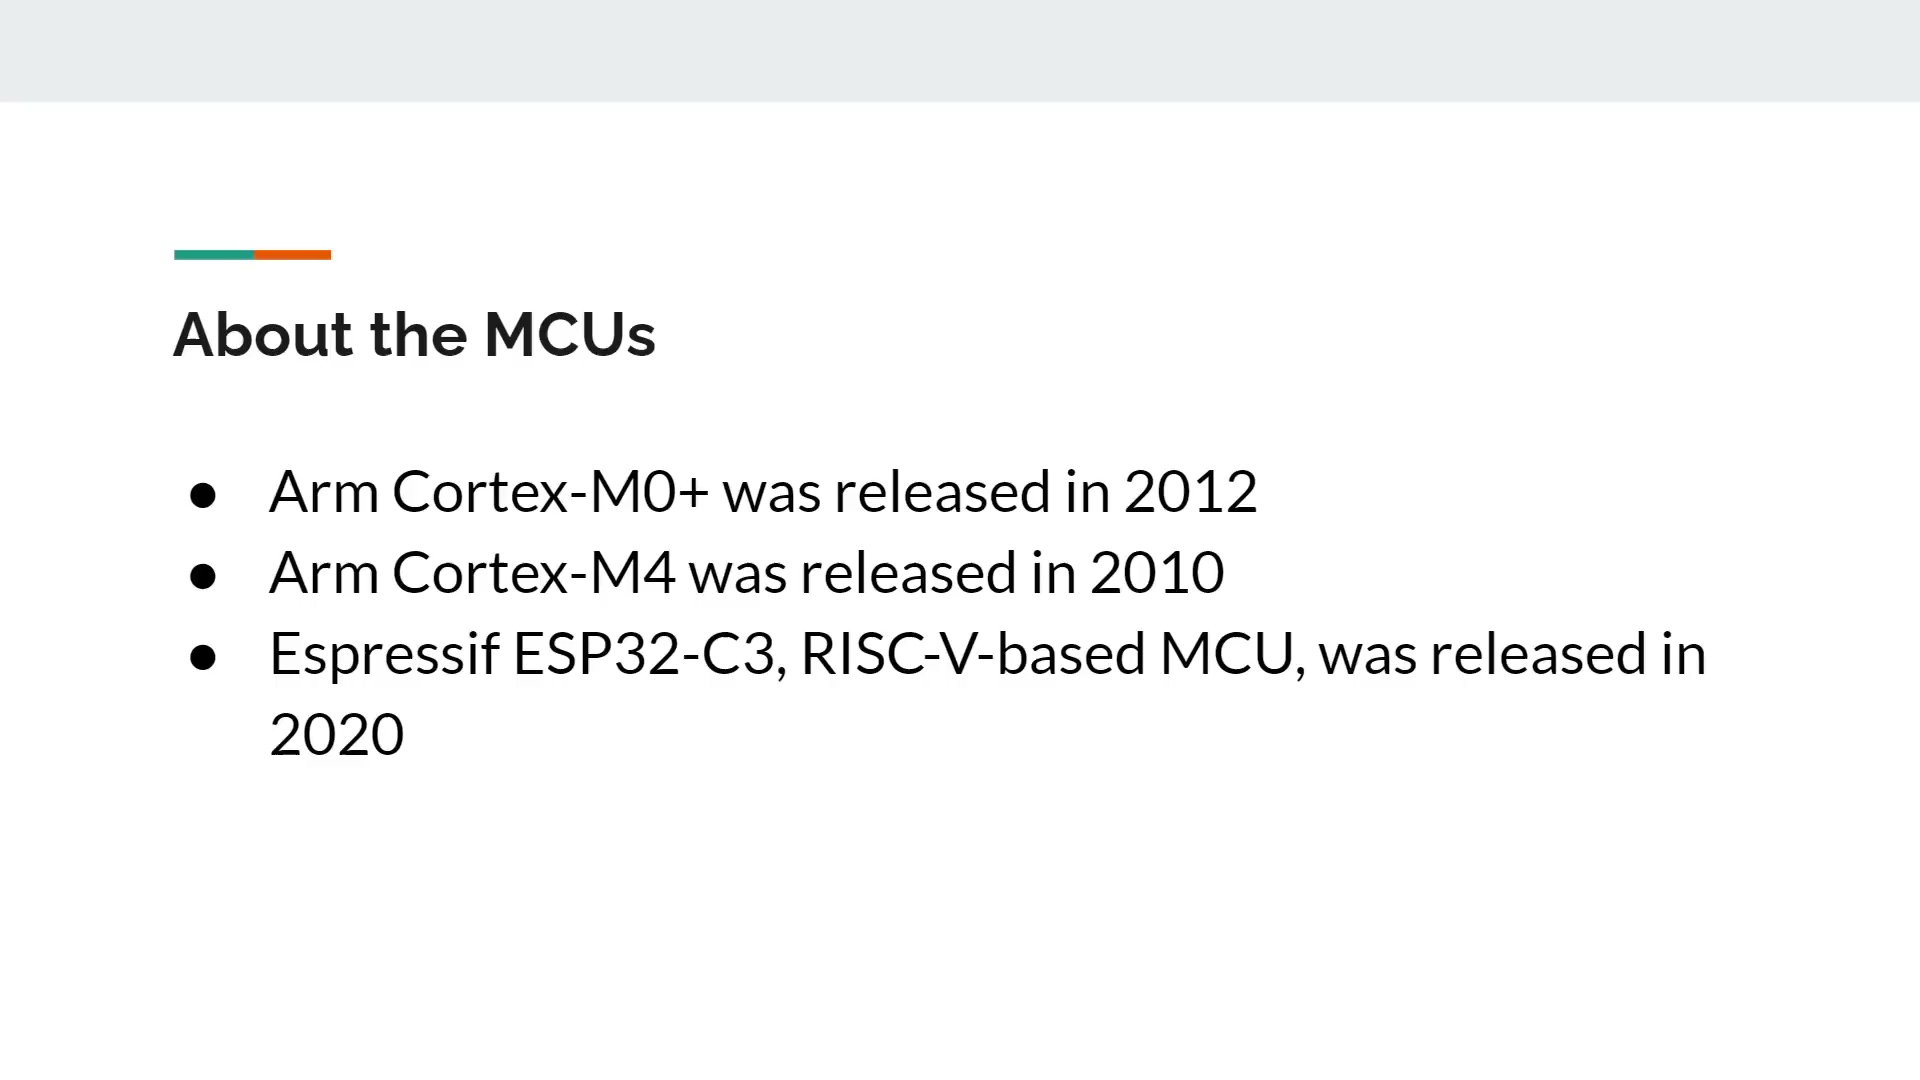 About the MCUs
● Arm Cortex-M0+ was released in 2012
● Arm Cortex-M4 was released in 2010
● Espressif ESP32-C3, RISC-V-based MCU, was released in
2020